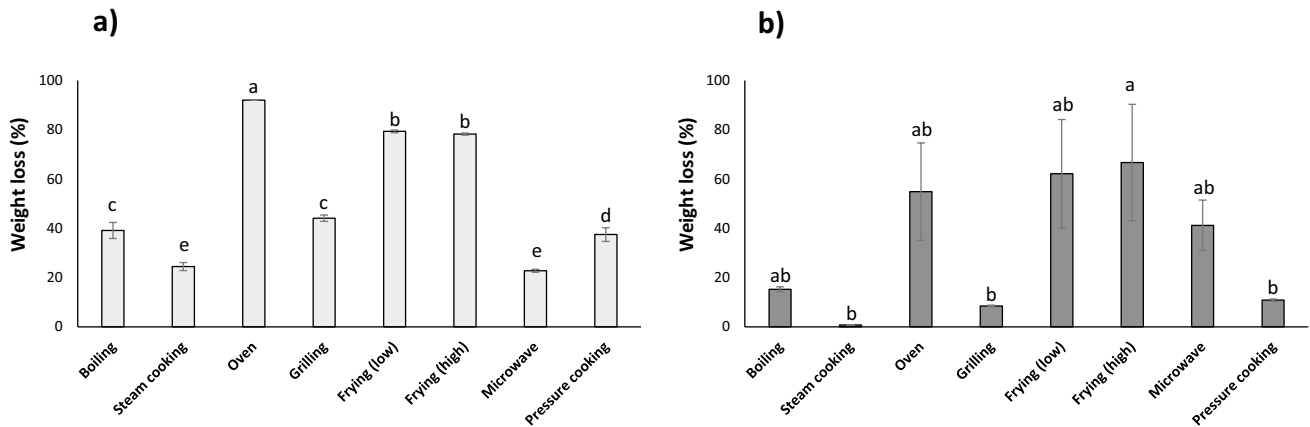 a)
Weight loss (%)
100
80
60
40
20
0
c
e
a
c
b
b
e
d
Boiling
Steam cooking
Oven
Grilling
Frying (low)
Frying (high)
Microwave
Pressure cooking
b)
Weight loss (%)
100
80
60
40
20
0
ab
b
ab
b
ab
a
ab
b
Boiling
Steam cooking
Oven
Grilling
Frying (low)
Frying (high)
Microwave
Pressure cooking